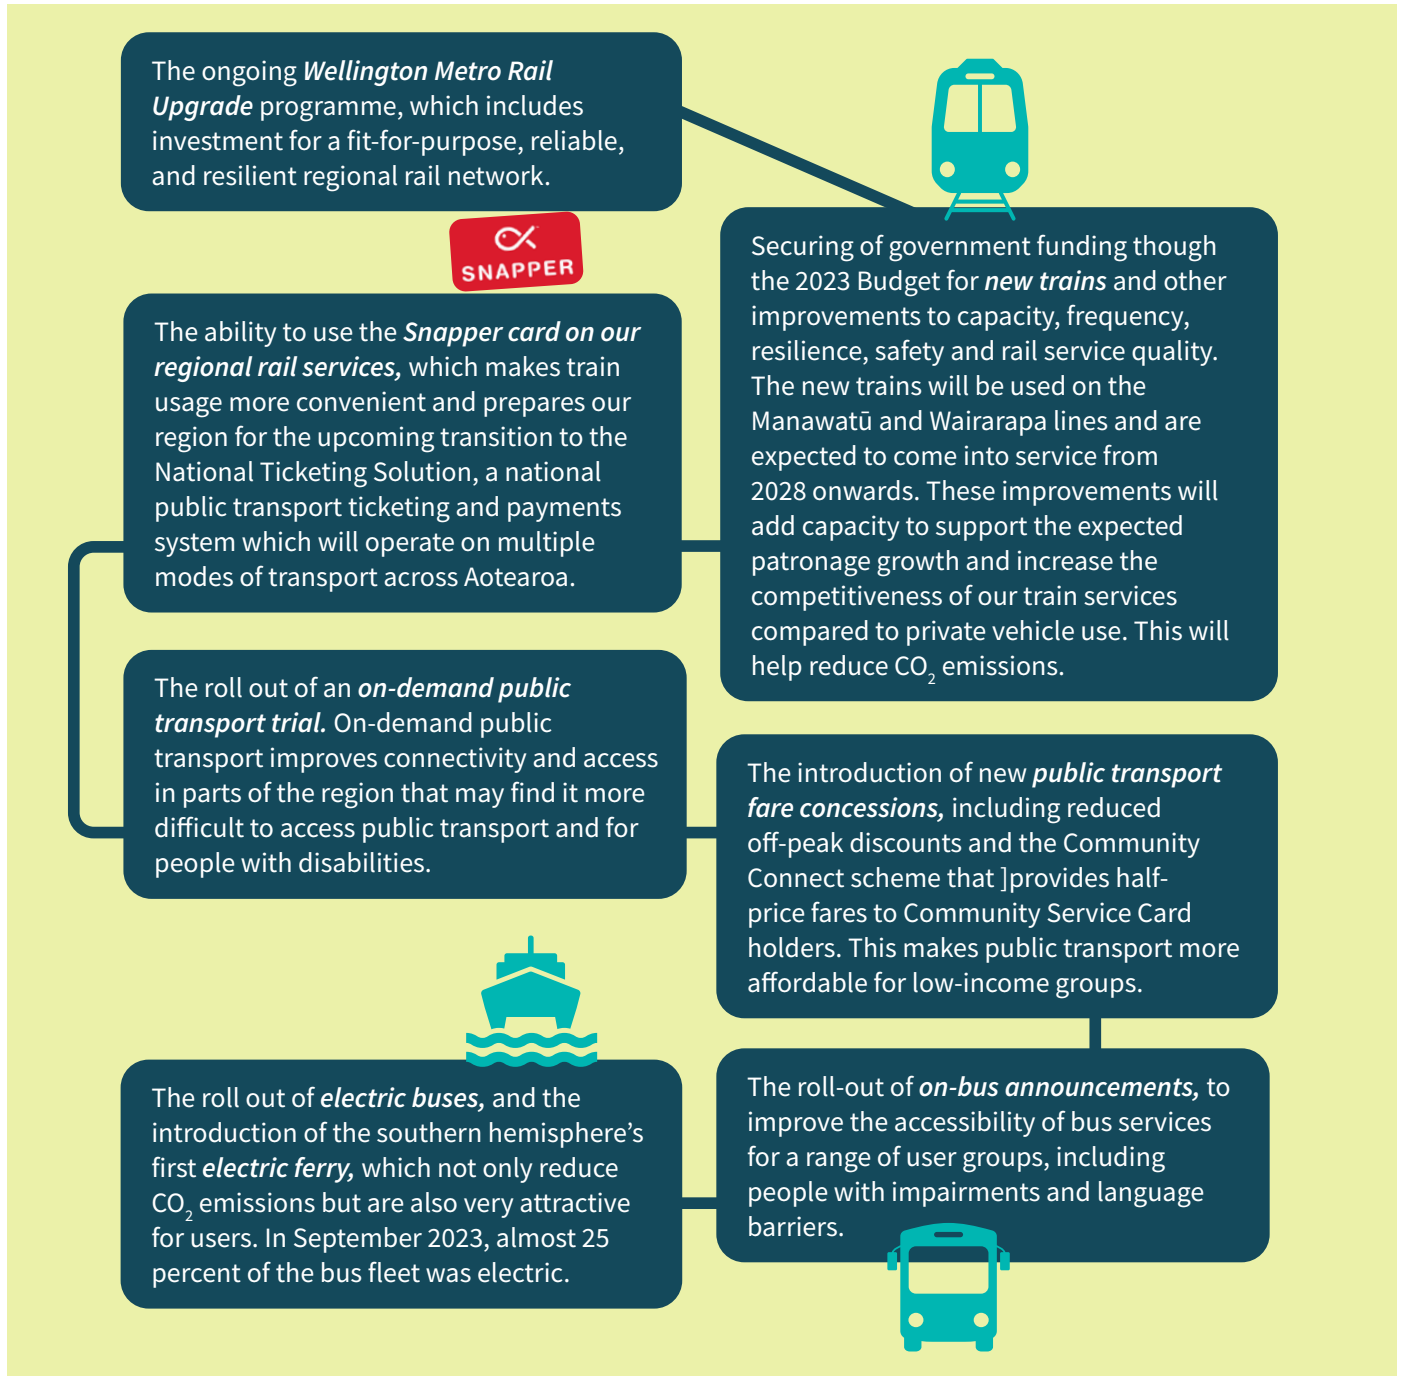 The ongoing Wellington Metro Rail
Upgrade programme, which includes
investment for a fit-for-purpose, reliable,
and resilient regional rail network.
Securing of government funding though
the 2023 Budget for new trains and other
improvements to capacity, frequency,
resilience, safety and rail service quality.
The new trains will be used on the
Manawatū and Wairarapa lines and are
expected to come into service from
2028 onwards. These improvements will
add capacity to support the expected
patronage growth and increase the
competitiveness of our train services
compared to private vehicle use. This will
help reduce CO₂ emissions.
SNAPPER
The ability to use the Snapper card on our
regional rail services, which makes train
usage more convenient and prepares our
region for the upcoming transition to the
National Ticketing Solution, a national
public transport ticketing and payments
system which will operate on multiple
modes of transport across Aotearoa.
The roll out of an on-demand public
transport trial. On-demand public
transport improves connectivity and access
in parts of the region that may find it more
difficult to access public transport and for
people with disabilities.
The introduction of new public transport
fare concessions, including reduced
off-peak discounts and the Community
Connect scheme that ]provides half-
price fares to Community Service Card
holders. This makes public transport more
affordable for low-income groups.
The roll-out of on-bus announcements, to
improve the accessibility of bus services
for a range of user groups, including
people with impairments and language
barriers.
The roll out of electric buses, and the
introduction of the southern hemisphere’s
first electric ferry, which not only reduce
CO₂ emissions but are also very attractive
for users. In September 2023, almost 25
percent of the bus fleet was electric.